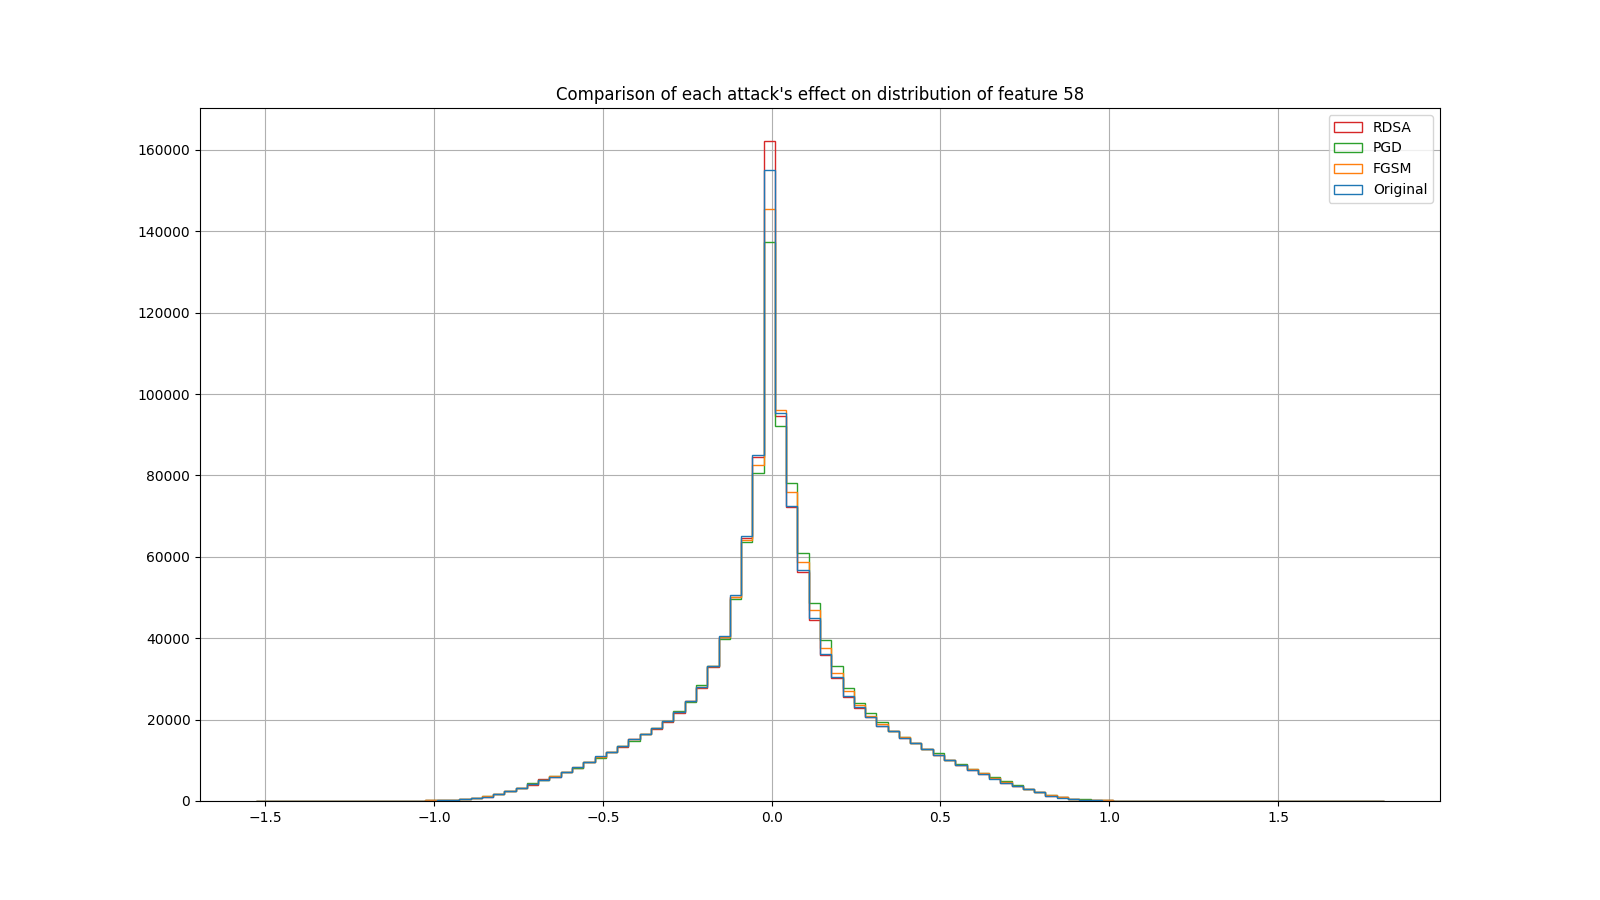 Comparison of each attack's effect on distribution of feature 58
RDSA
PGD
FGSM
Original
160000
140000
120000
100000
80000
60000
40000
20000
0
−1.5 −1.0 −0.5 0.0 0.5 1.0 1.5